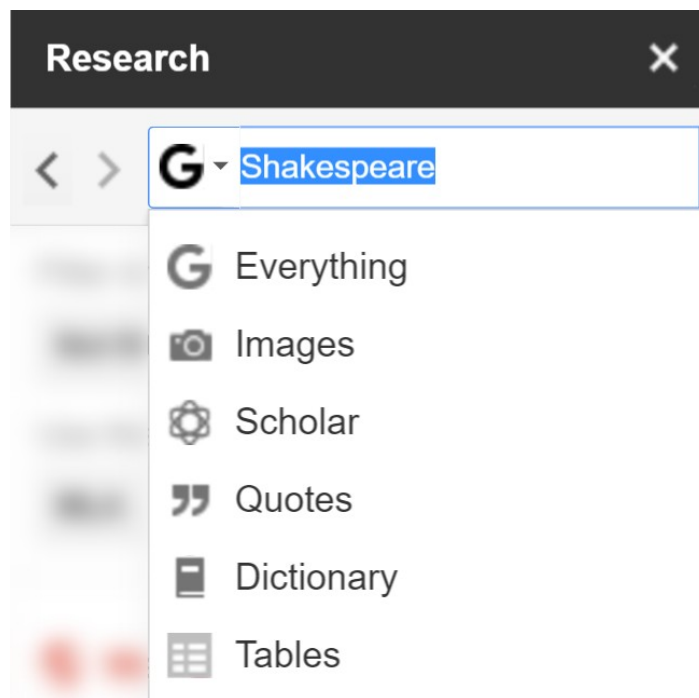 Research
Shakespeare
Everything
Images
Scholar
Quotes
Dictionary
Tables